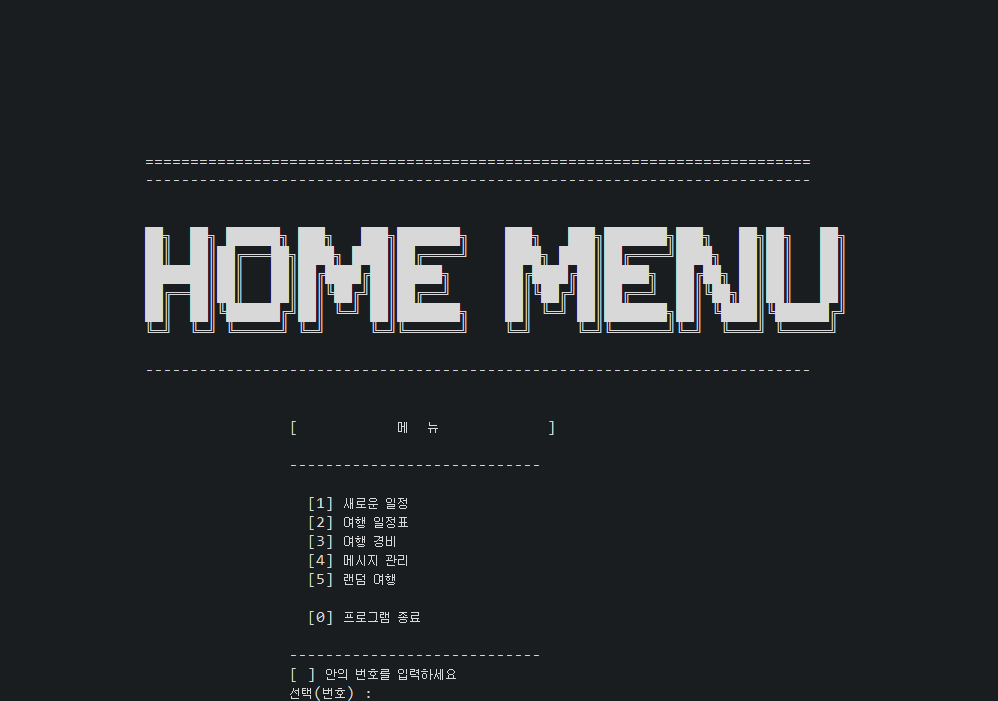 ==========================================================================
--------------------------------------------------------------------------
HOME MENU
--------------------------------------------------------------------------
[ 메 뉴 ]
----------------------------
[1] 새로운 일정
[2] 여행 일정표
[3] 여행 경비
[4] 메시지 관리
[5] 랜덤 여행
[0] 프로그램 종료
----------------------------
[ ] 안의 번호를 입력하세요
선택(번호) :